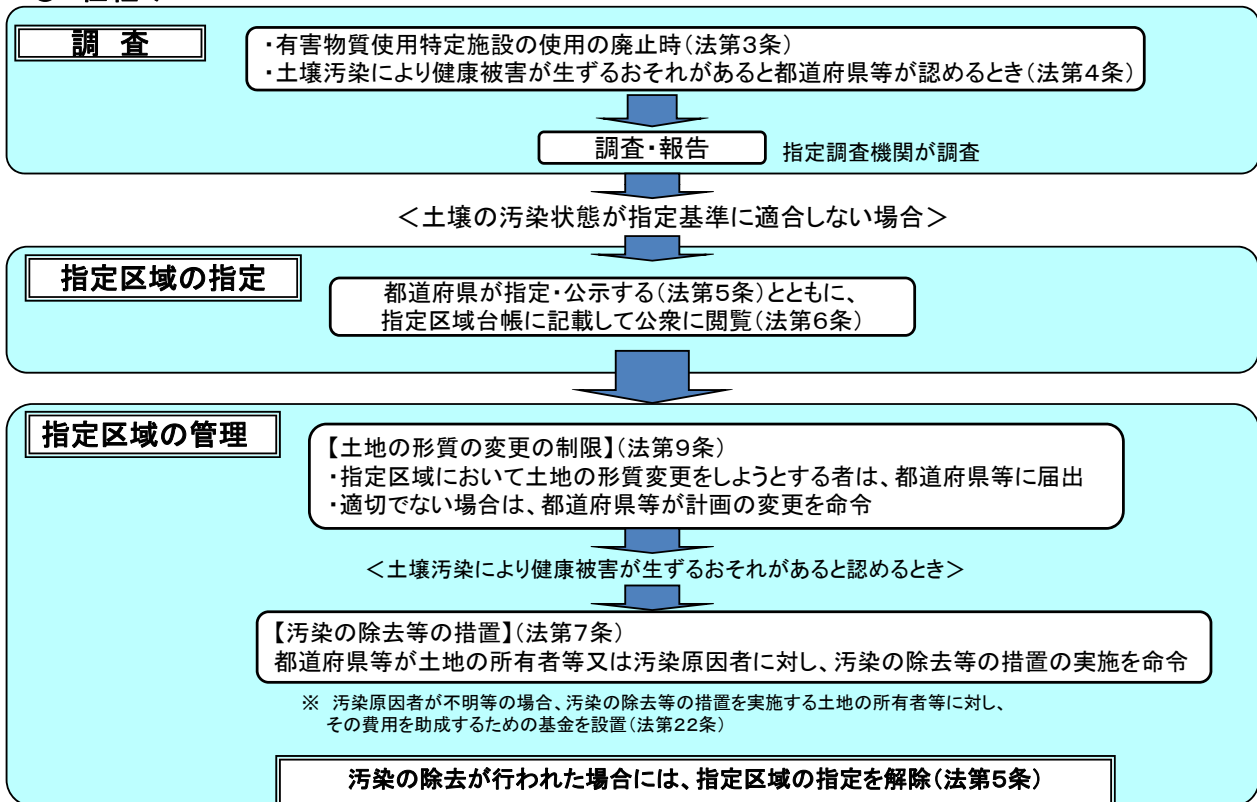 調 査
・有害物質使用特定施設の使用の廃止時(法第3条)
・土壌汚染により健康被害が生ずるおそれがあると都道府県等が認めるとき(法第4条)
調査・報告
指定調査機関が調査
＜土壌の汚染状態が指定基準に適合しない場合＞
指定区域の指定
都道府県が指定・公示する(法第5条)とともに、
指定区域台帳に記載して公衆に閲覧(法第6条)
指定区域の管理
【土地の形質の変更の制限】(法第9条)
・指定区域において土地の形質変更をしようとする者は、都道府県等に届出
・適切でない場合は、都道府県等が計画の変更を命令
＜土壌汚染により健康被害が生ずるおそれがあると認めるとき＞
【汚染の除去等の措置】(法第7条)
都道府県等が土地の所有者等又は汚染原因者に対し、汚染の除去等の措置の実施を命令
※ 汚染原因者が不明等の場合、汚染の除去等の措置を実施する土地の所有者等に対し、
その費用を助成するための基金を設置(法第22条)
汚染の除去が行われた場合には、指定区域の指定を解除(法第5条)